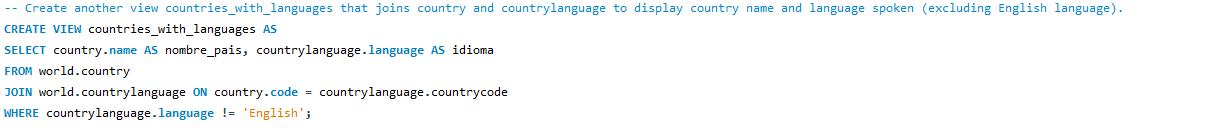 -- Create another view countries_with_languages that joins country and countrylanguage to display country name and language spoken (excluding English language).
CREATE VIEW countries_with_languages AS
SELECT country.name AS nombre_pais, countrylanguage.language AS idioma
FROM world.country
JOIN world.countrylanguage ON country.code = countrylanguage.countrycode
WHERE countrylanguage.language != 'English';